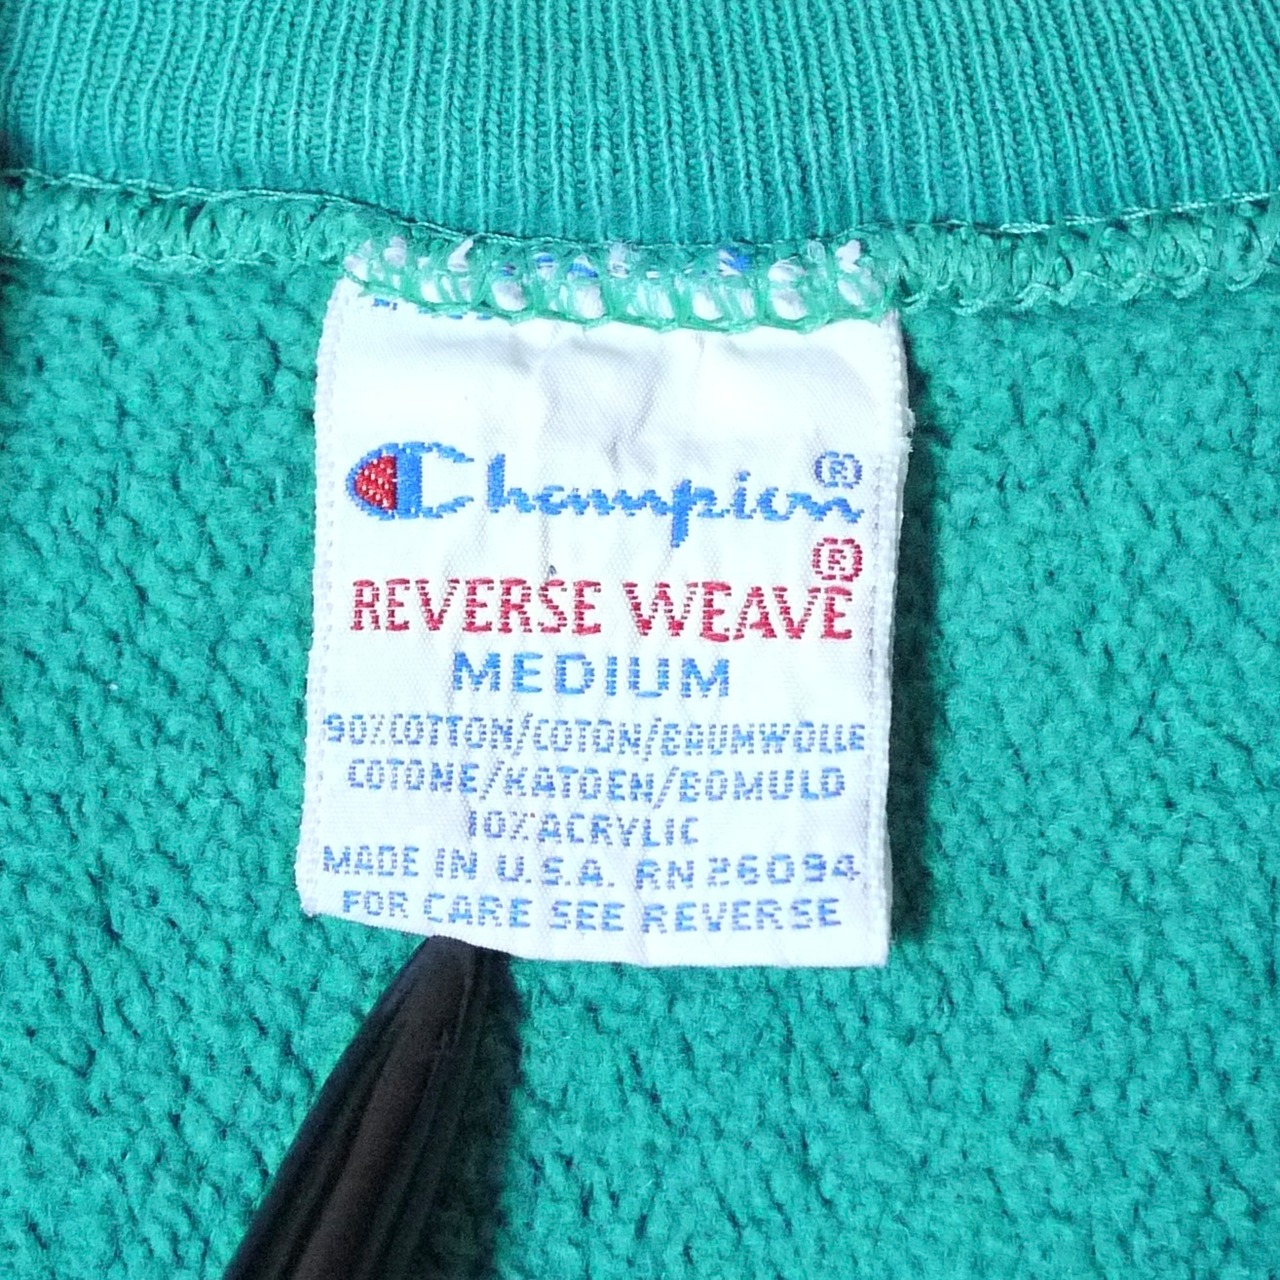 Champion®
REVERSE WEAVE®
MEDIUM
90%COTTON/COTON/BAUMWOLLE
COTONE/KATOEN/BOMULD
10%ACRYLIC
MADE IN U.S.A. RN26094
FOR CARE SEE REVERSE